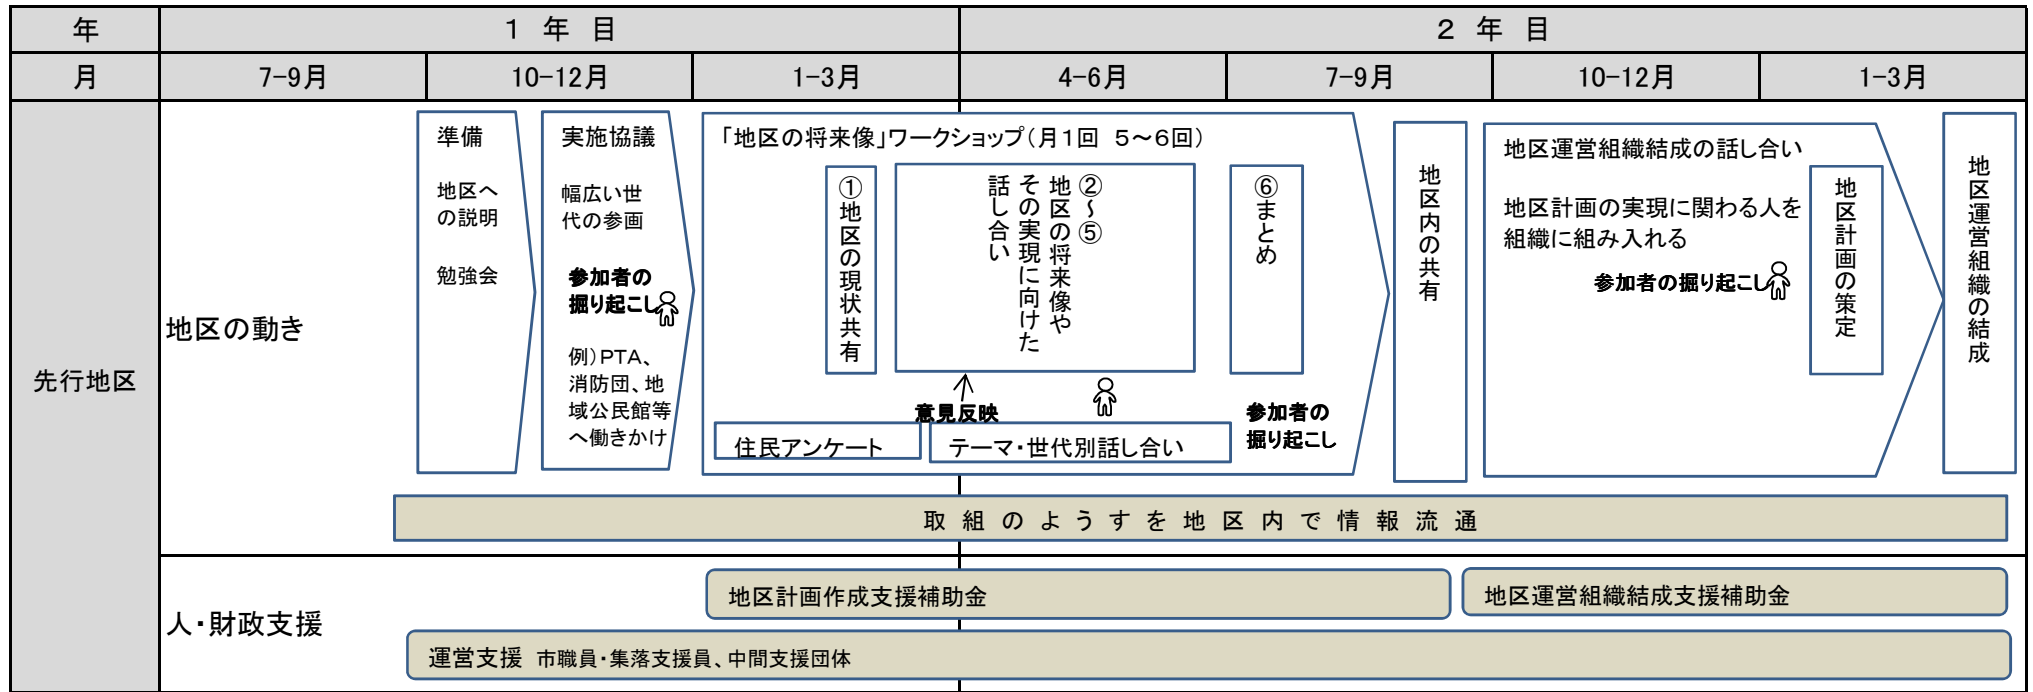 年
１年目
２年目
月
7-9月
10-12月
1-3月
4-6月
7-9月
10-12月
1-3月
先行地区
地区の動き
準備
地区へ
の説明
勉強会
実施協議
幅広い世
代の参画
参加者の
掘り起こし
例）ＰＴＡ、
消防団、地
域公民館等
へ働きかけ
「地区の将来像」ワークショップ（月１回　５～６回）
①地区の現状共有
②～⑤
地区の将来像や
その実現に向けた
話し合い
⑥まとめ
意見反映
住民アンケート
テーマ・世代別話し合い
参加者の
掘り起こし
地区内の共有
地区運営組織結成の話し合い
地区計画の実現に関わる人を
組織に組み入れる
参加者の掘り起こし
地区計画の策定
地区運営組織の結成
取組のようすを地区内で情報流通
人・財政支援
地区計画作成支援補助金
地区運営組織結成支援補助金
運営支援　市職員・集落支援員、中間支援団体